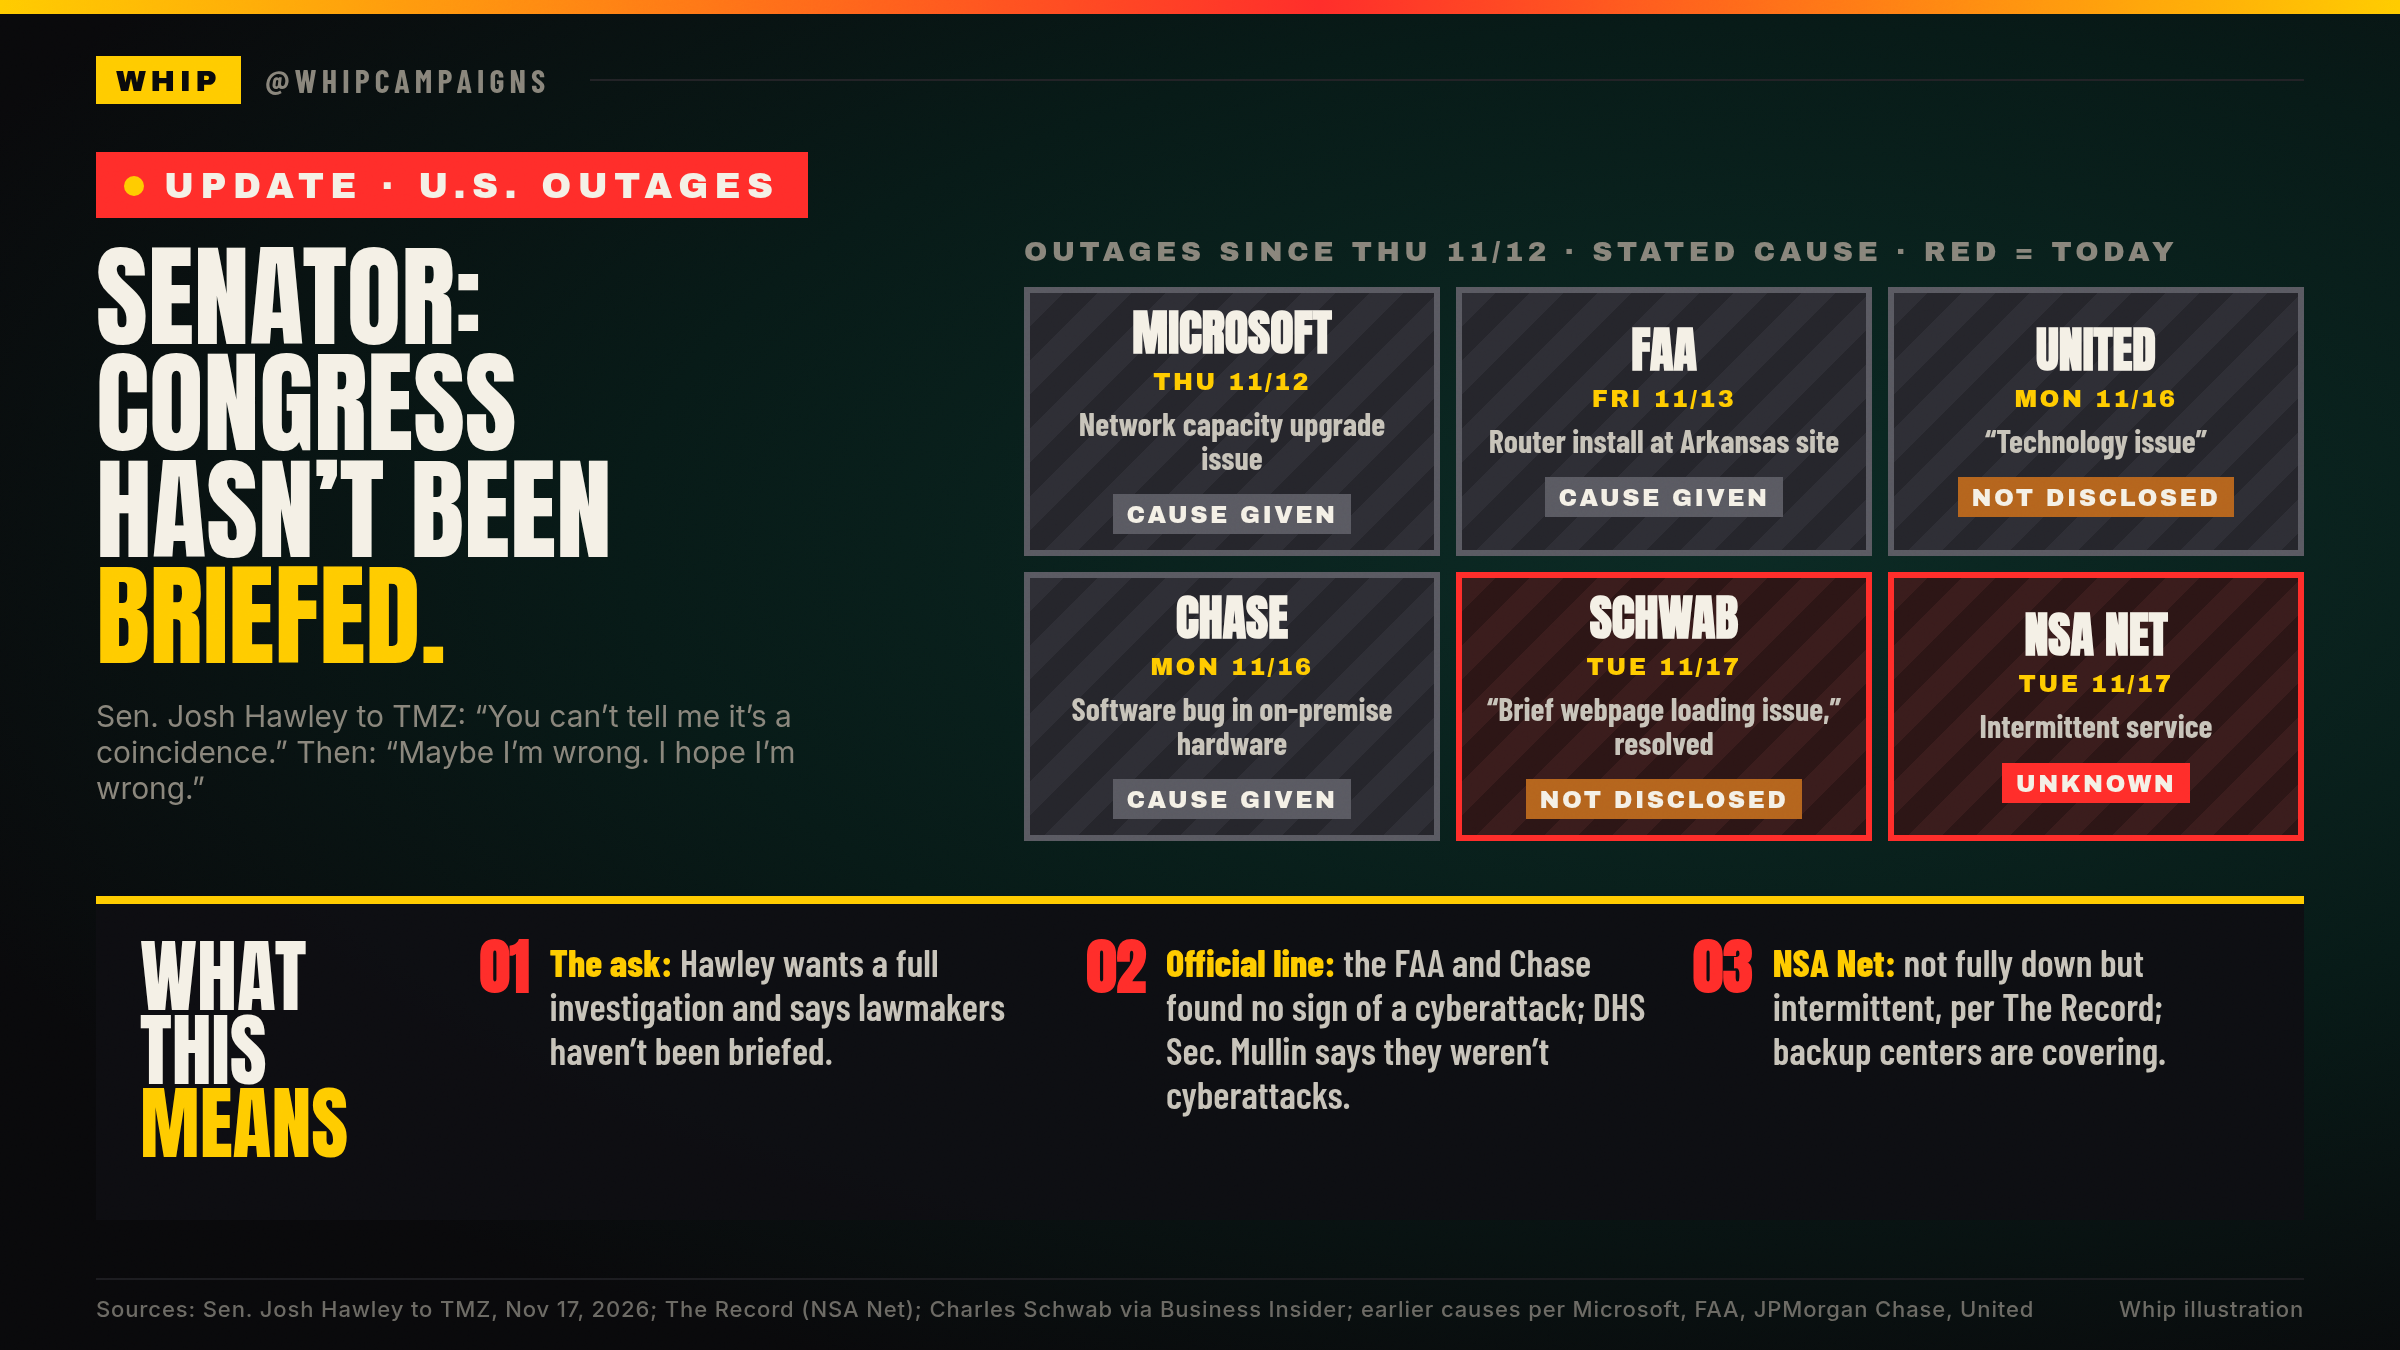 WHIP @WHIPCAMPAIGNS
UPDATE · U.S. OUTAGES
SENATOR:
CONGRESS
HASN’T BEEN
BRIEFED.
Sen. Josh Hawley to TMZ: “You can’t tell me it’s a
coincidence.” Then: “Maybe I’m wrong. I hope I’m
wrong.”
OUTAGES SINCE THU 11/12 · STATED CAUSE · RED = TODAY
MICROSOFT
THU 11/12
Network capacity upgrade
issue
CAUSE GIVEN
FAA
FRI 11/13
Router install at Arkansas site
CAUSE GIVEN
UNITED
MON 11/16
“Technology issue”
NOT DISCLOSED
CHASE
MON 11/16
Software bug in on-premise
hardware
CAUSE GIVEN
SCHWAB
TUE 11/17
“Brief webpage loading issue,”
resolved
NOT DISCLOSED
NSA NET
TUE 11/17
Intermittent service
UNKNOWN
WHAT
THIS
MEANS
01 The ask: Hawley wants a full
investigation and says lawmakers
haven’t been briefed.
02 Official line: the FAA and Chase
found no sign of a cyberattack; DHS
Sec. Mullin says they weren’t
cyberattacks.
03 NSA Net: not fully down but
intermittent, per The Record;
backup centers are covering.
Sources: Sen. Josh Hawley to TMZ, Nov 17, 2026; The Record (NSA Net); Charles Schwab via Business Insider; earlier causes per Microsoft, FAA, JPMorgan Chase, United
Whip illustration